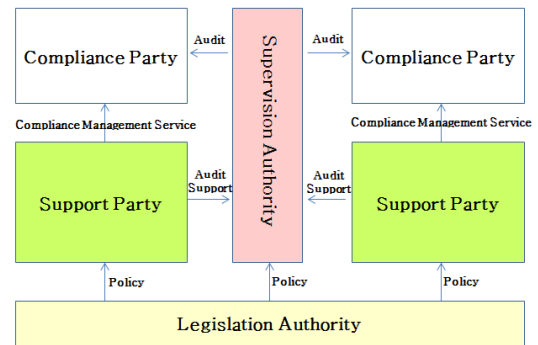 Compliance Party
Audit
Supervision Authority
Audit
Compliance Party
Compliance Management Service
Compliance Management Service
Support Party
Audit
Support
Audit
Support
Support Party
Policy
Policy
Policy
Legislation Authority